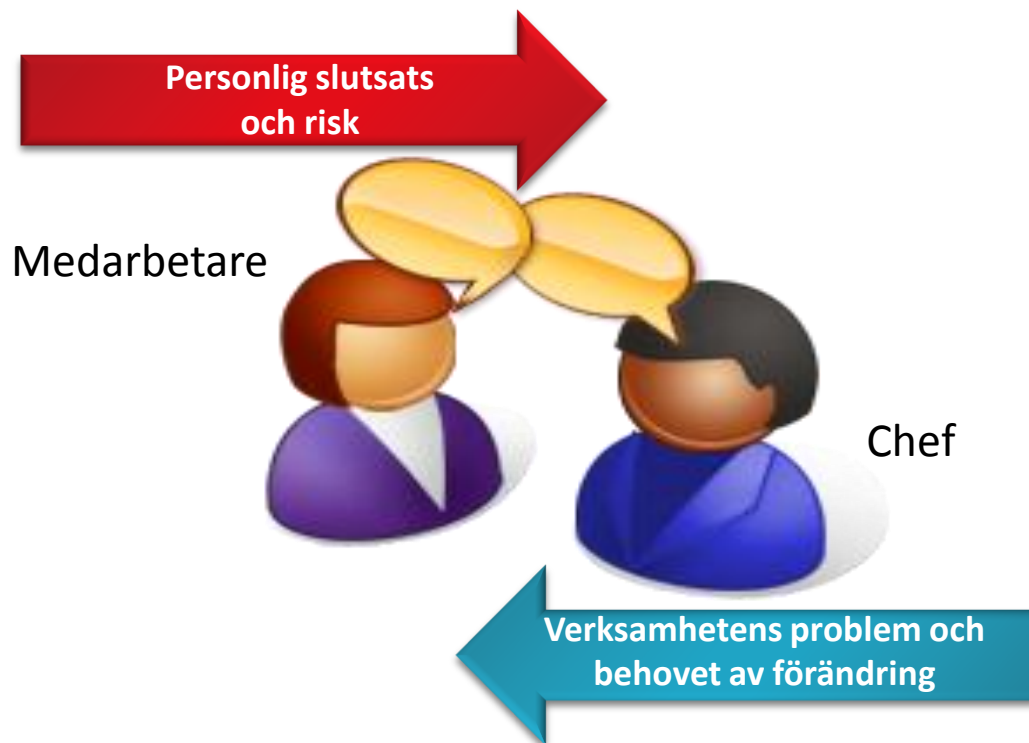 Personlig slutsats
och risk
Medarbetare
Chef
Verksamhetens problem och
behovet av förändring